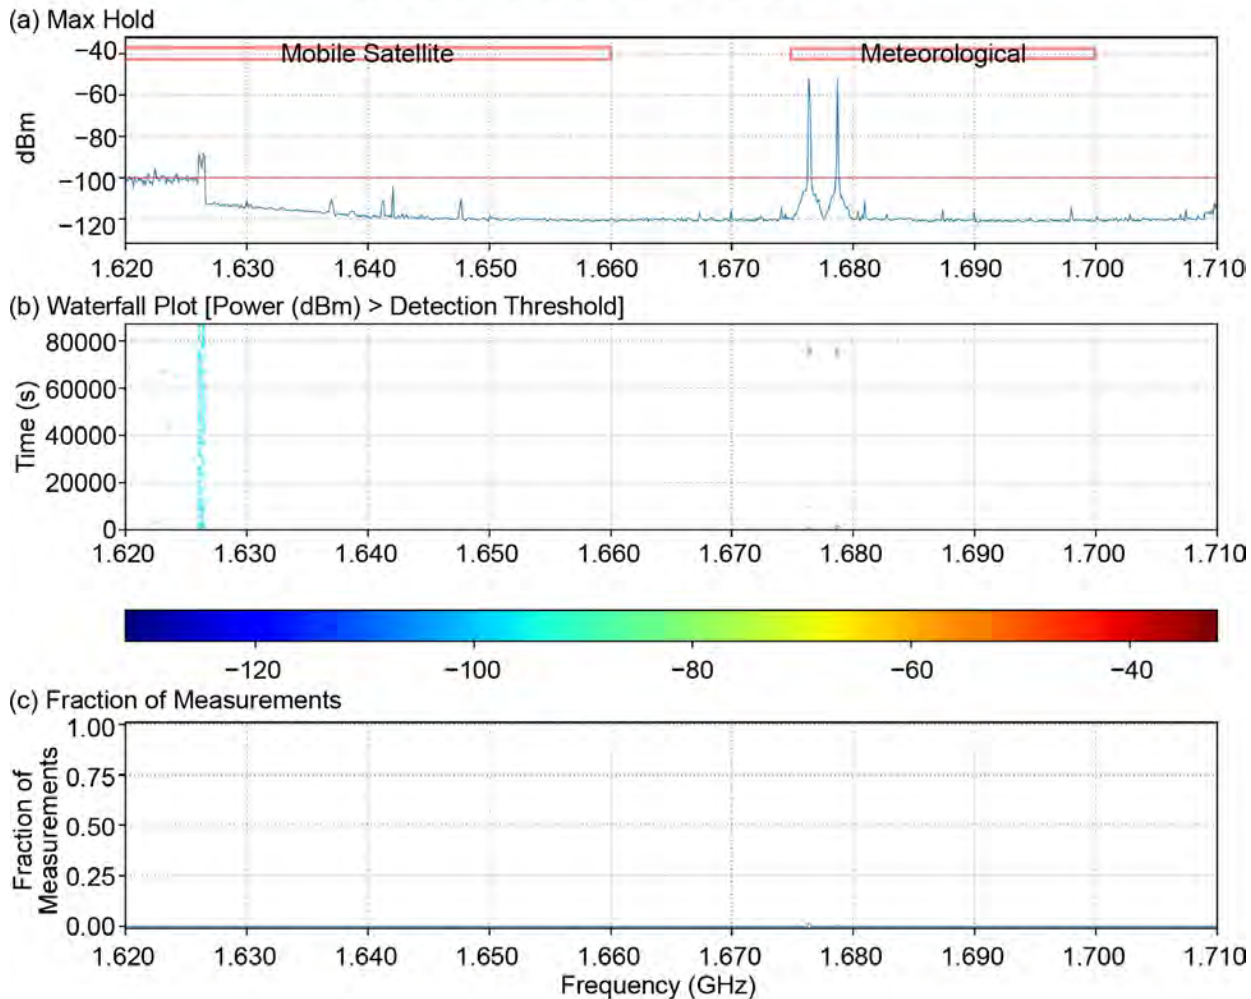 (a) Max Hold
−40
Mobile Satellite
Meteorological
−60
−80
−100
−120
dBm
1.620 1.630 1.640 1.650 1.660 1.670 1.680 1.690 1.700 1.710
(b) Waterfall Plot [Power (dBm) > Detection Threshold]
80000
60000
40000
20000
0
Time (s)
1.620 1.630 1.640 1.650 1.660 1.670 1.680 1.690 1.700 1.710
−120 −100 −80 −60 −40
(c) Fraction of Measurements
1.00
0.75
0.50
0.25
0.00
Fraction of
Measurements
1.620 1.630 1.640 1.650 1.660 1.670 1.680 1.690 1.700 1.710
Frequency (GHz)